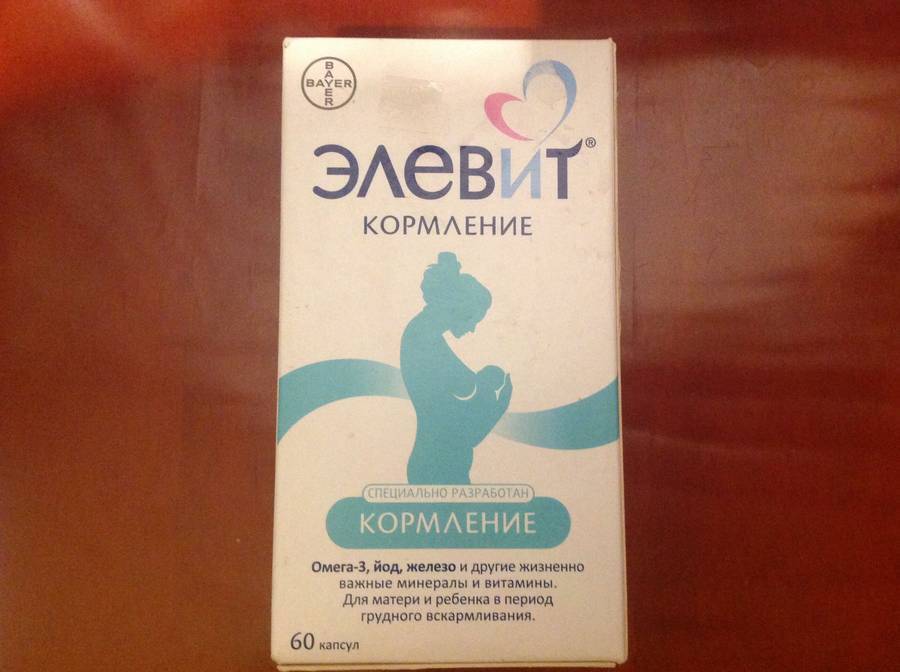 BAYER
BAYER
ЭЛЕВИТ®
КОРМЛЕНИЕ
СПЕЦИАЛЬНО РАЗРАБОТАН
КОРМЛЕНИЕ
Омега-3, йод, железо и другие жизненно
важные минералы и витамины.
Для матери и ребенка в период
грудного вскармливания.
60 капсул